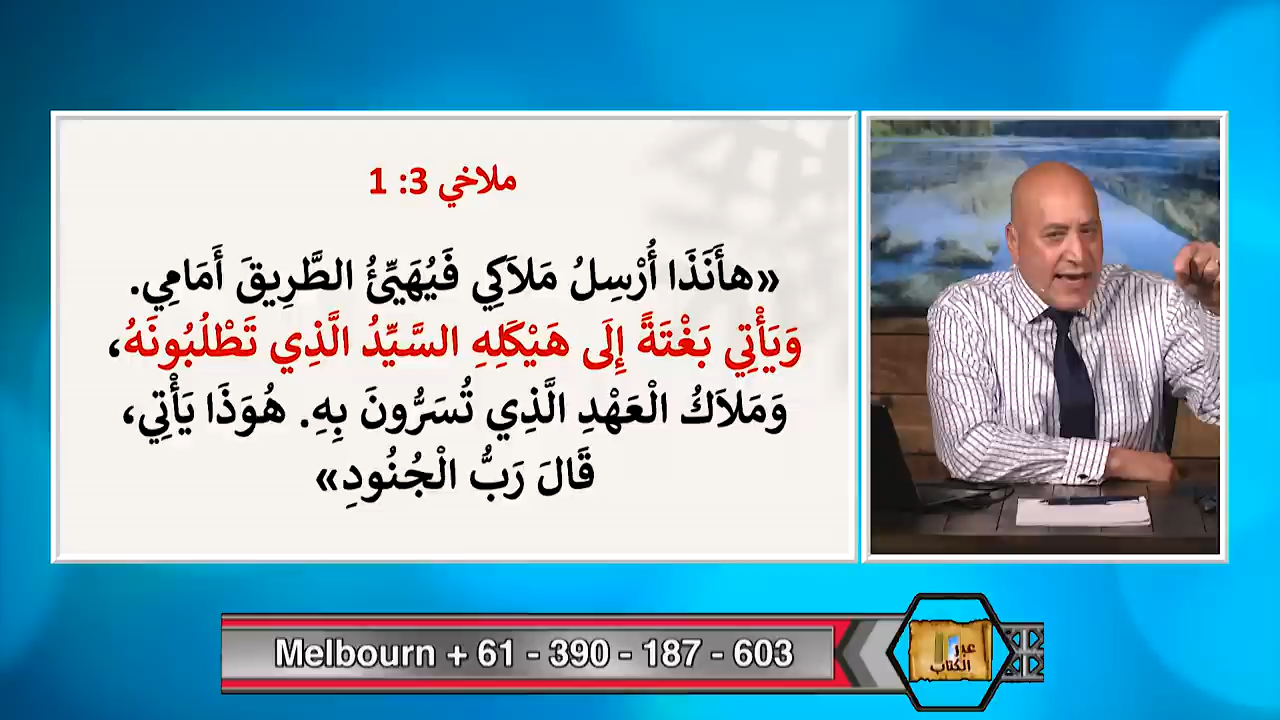 ملاخي 3: 1
«هأَنَذَا أُرْسِلُ مَلاَكِي فَيُهَيِّئُ الطَّرِيقَ أَمَامِي.
وَيَأْتِي بَغْتَةً إِلَى هَيْكَلِهِ السَّيِّدُ الَّذِي تَطْلُبُونَهُ،
وَمَلاَكُ الْعَهْدِ الَّذِي تُسَرُّونَ بِهِ. هُوَذَا يَأْتِي،
قَالَ رَبُّ الْجُنُودِ»
Melbourn + 61 - 390 - 187 - 603
عبر
الكتاب